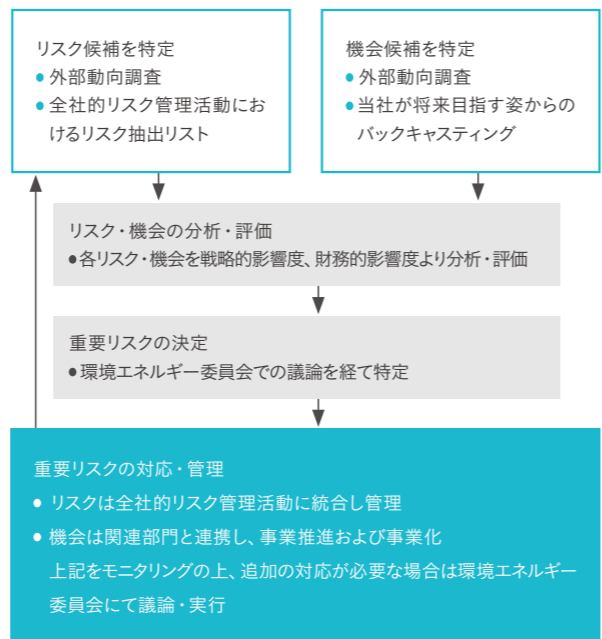 リスク候補を特定
● 外部動向調査
● 全社的リスク管理活動にお
けるリスク抽出リスト
機会候補を特定
● 外部動向調査
● 当社が将来目指す姿からの
バックキャスティング
リスク・機会の分析・評価
●各リスク・機会を戦略的影響度、財務的影響度より分析・評価
重要リスクの決定
●環境エネルギー委員会での議論を経て特定
重要リスクの対応・管理
● リスクは全社的リスク管理活動に統合し管理
● 機会は関連部門と連携し、事業推進および事業化
上記をモニタリングの上、追加の対応が必要な場合は環境エネルギー
委員会にて議論・実行